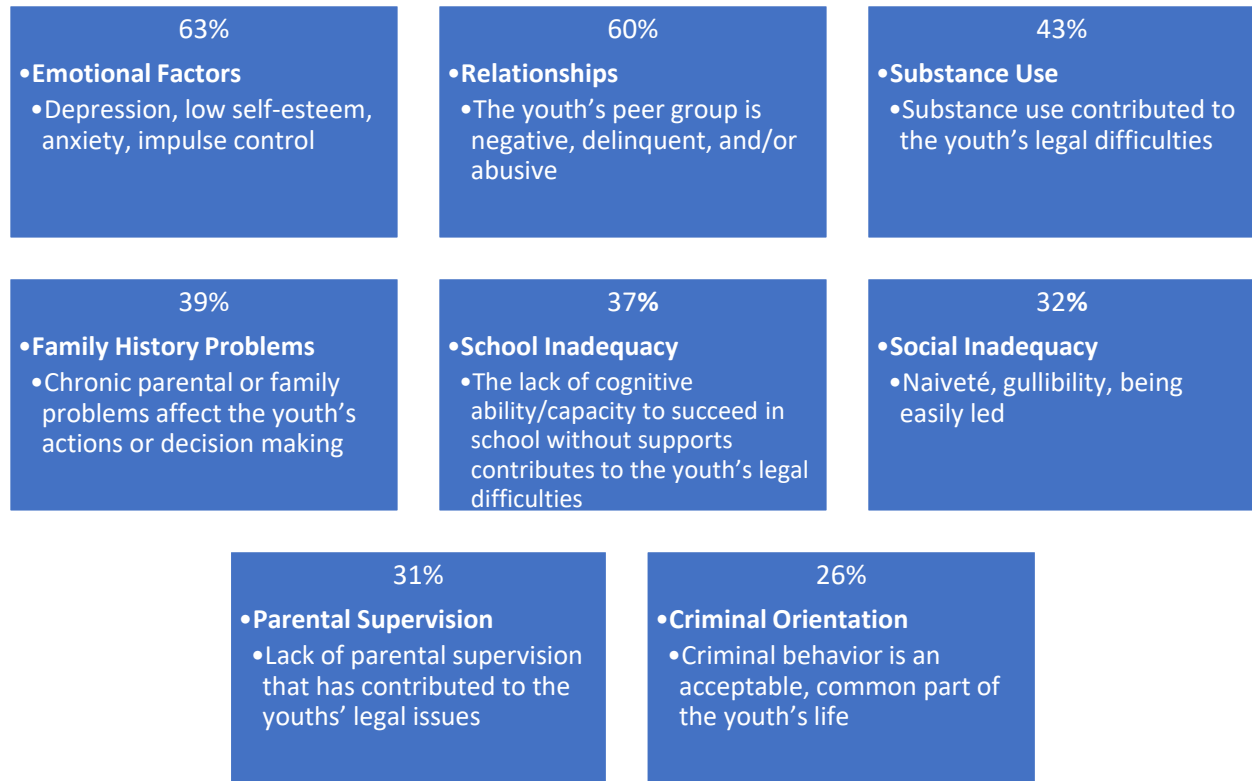 63%
•Emotional Factors
•Depression, low self-esteem,
anxiety, impulse control
60%
•Relationships
•The youth’s peer group is
negative, delinquent, and/or
abusive
43%
•Substance Use
•Substance use contributed to
the youth’s legal difficulties
39%
•Family History Problems
•Chronic parental or family
problems affect the youth’s
actions or decision making
37%
•School Inadequacy
•The lack of cognitive
ability/capacity to succeed in
school without supports
contributes to the youth’s legal
difficulties
32%
•Social Inadequacy
•Naiveté, gullibility, being
easily led
31%
•Parental Supervision
•Lack of parental supervision
that has contributed to the
youths’ legal issues
26%
•Criminal Orientation
•Criminal behavior is an
acceptable, common part of
the youth’s life